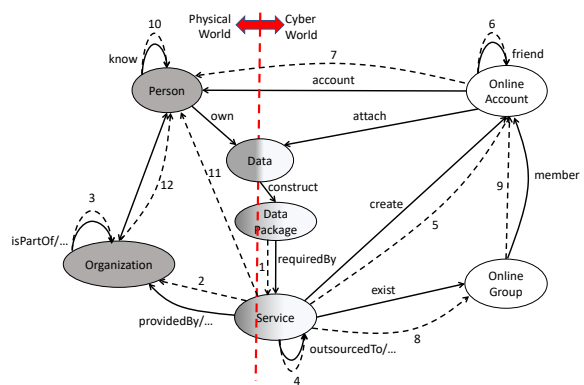 Physical World
Cyber World
10
know
Person
7
account
6
friend
Online Account
own
attach
Data
11
12
construct
Data Package
create
5
9
member
3
isPartOf/...
Organization
2
1
requiredBy
exist
Online Group
providedBy/...
Service
8
outsourcedTo/...
4